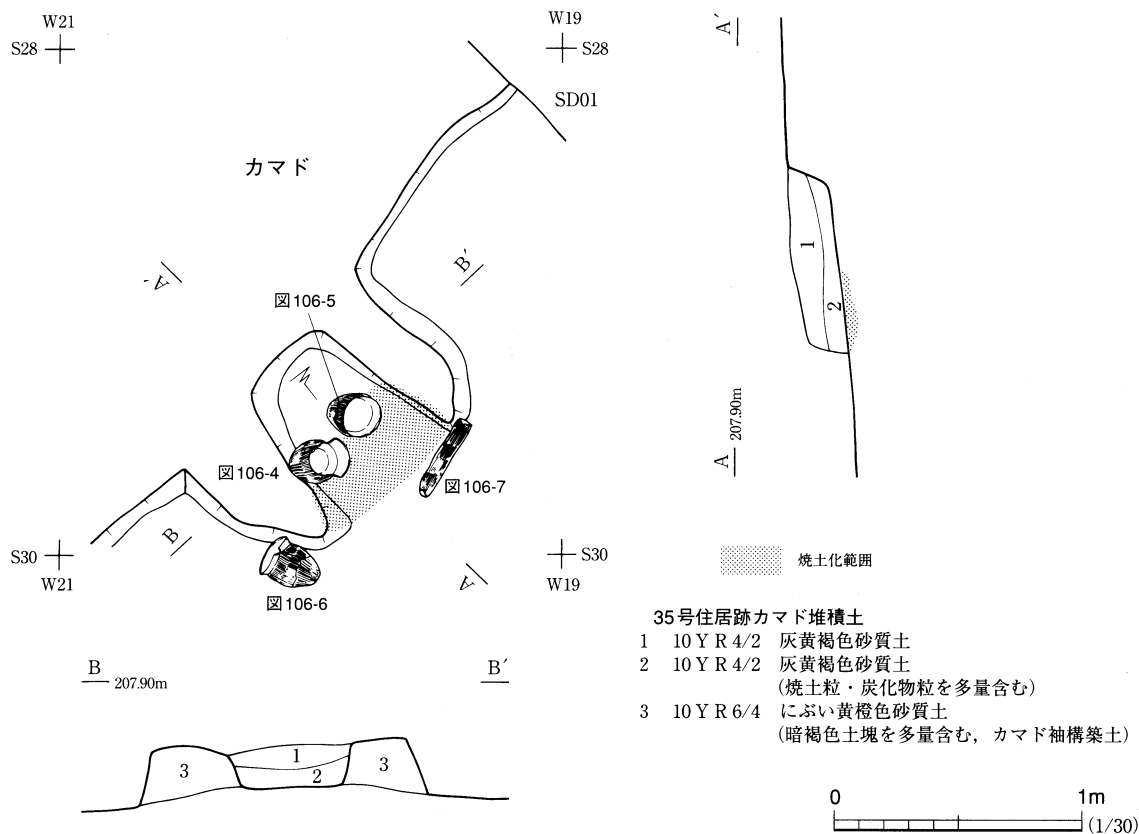 W21
S28
W19
S28
SD01
カマド
A′
B′
図106-5
図106-4
図106-7
B
S30
W21
S30
W19
A
図106-6
B
207.90m
B′
3
1
2
3
A′
1
2
A
207.90m
焼土化範囲
35号住居跡カマド堆積土
1 10YR4/2 灰黄褐色砂質土
2 10YR4/2 灰黄褐色砂質土
(焼土粒・炭化物粒を多量含む)
3 10YR6/4 にぶい黄橙色砂質土
(暗褐色土塊を多量含む，カマド袖構築土)
0
1m
(1/30)